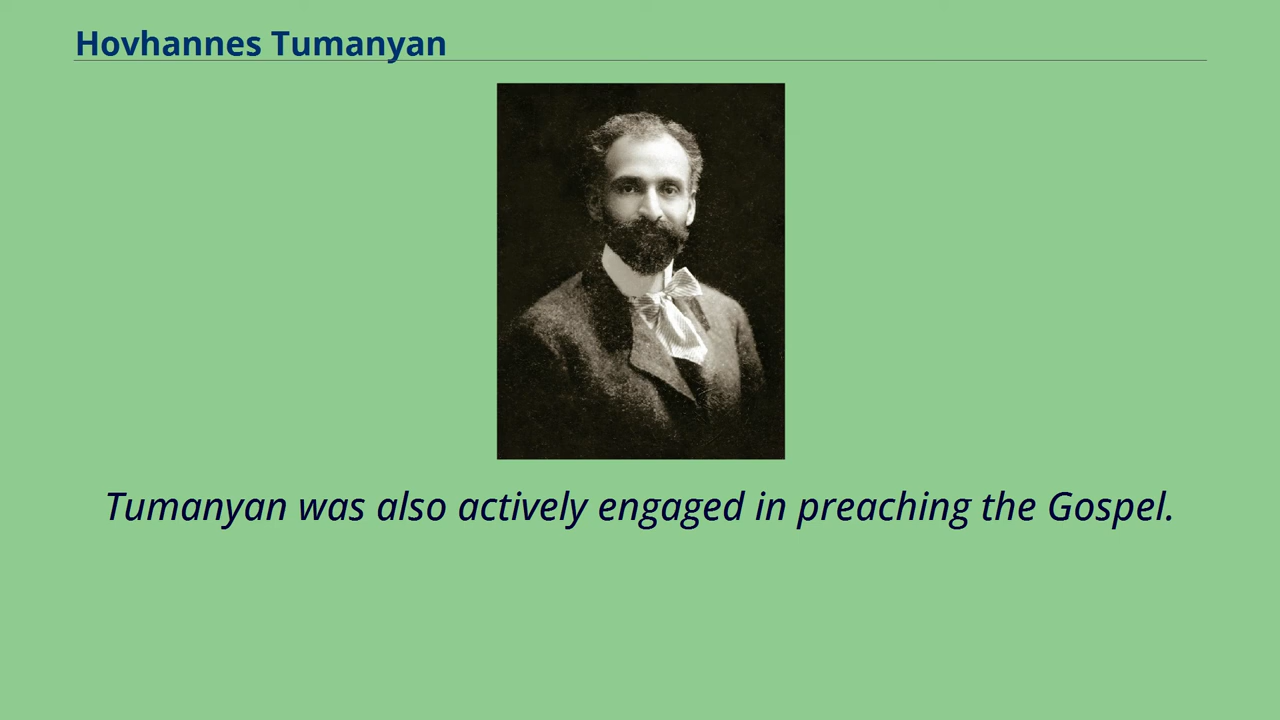 Hovhannes Tumanyan
Tumanyan was also actively engaged in preaching the Gospel.